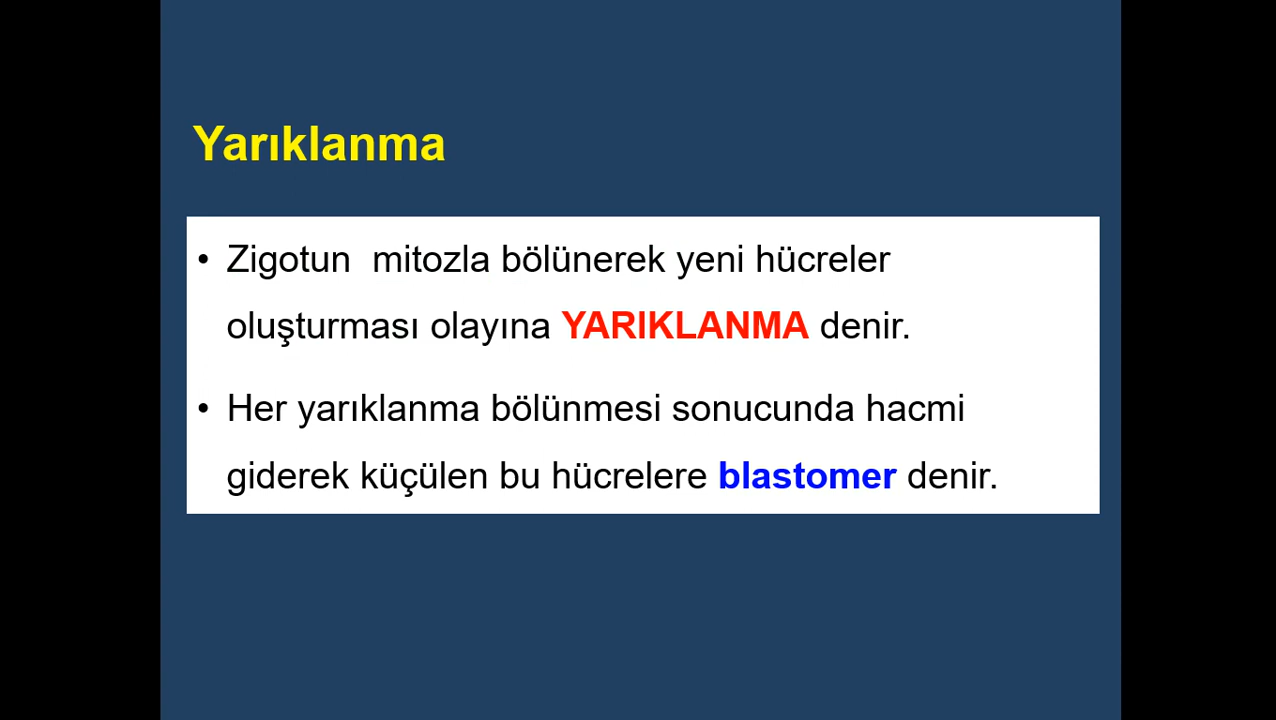 Yarıklanma
• Zigotun  mitozla bölünerek yeni hücreler
oluşturması olayına YARIKLANMA denir.
• Her yarıklanma bölünmesi sonucunda hacmi
giderek küçülen bu hücrelere blastomer denir.